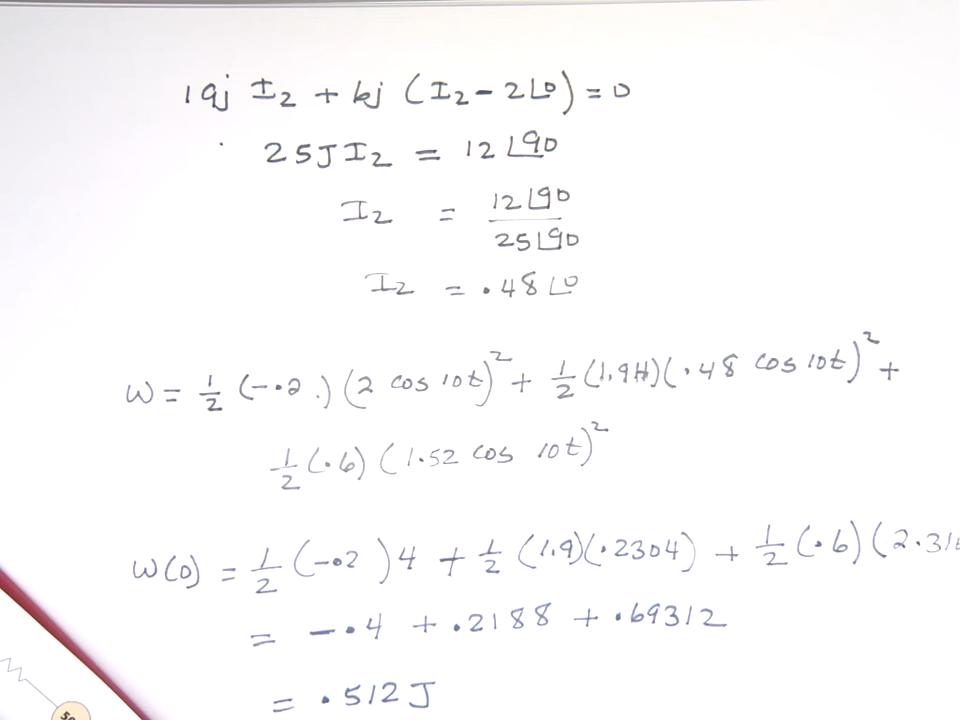 19j I2 + kj (I2 - 2∠0) = 0
25J I2 = 12∠90
I2 = 12∠90 / 25∠90
I2 = .48∠0
W = 1/2 (-.2.) (2 cos 10t)² + 1/2 (1.9H)(.48 cos 10t)² +
1/2 (.6) (1.52 cos 10t)²
W(0) = 1/2 (-.02) 4 + 1/2 (1.9)(.2304) + 1/2 (.6)(2.31
= -.4 + .2188 + .69312
= .512J